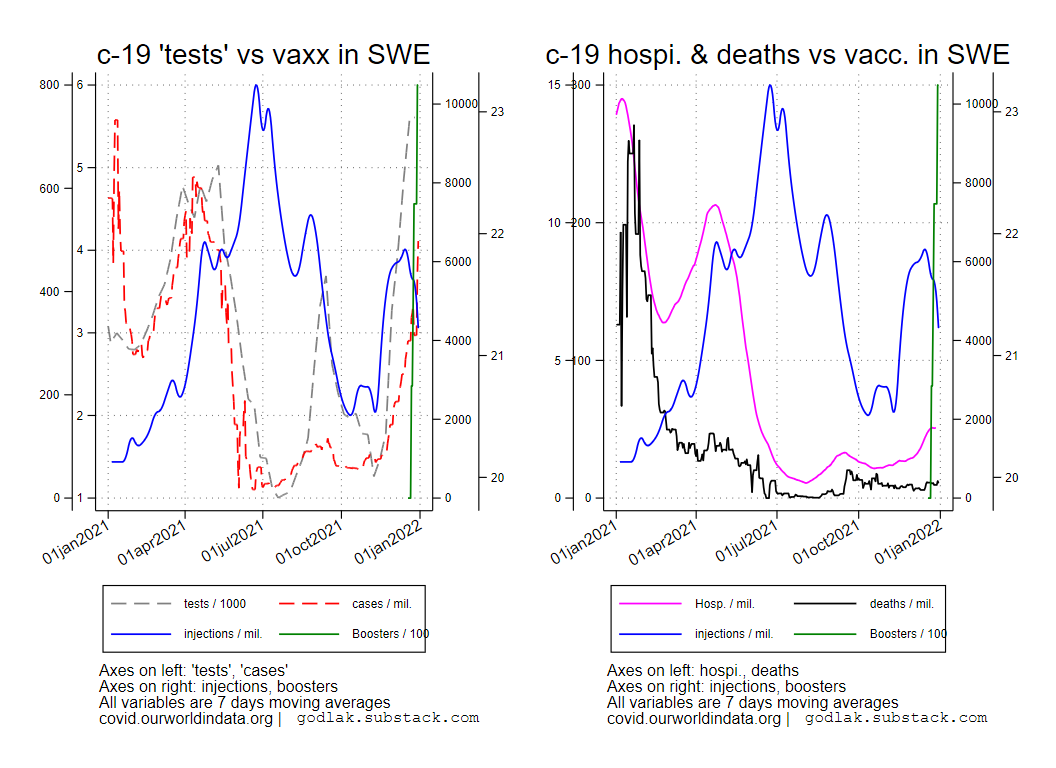 c-19 'tests' vs vaxx in SWE
800
600
400
200
0
6
5
4
3
2
1
10000
8000
6000
4000
2000
0
23
22
21
20
01jan2021
01apr2021
01jul2021
01oct2021
01jan2022
tests / 1000
cases / mil.
injections / mil.
Boosters / 100
Axes on left: 'tests', 'cases'
Axes on right: injections, boosters
All variables are 7 days moving averages
covid.ourworldindata.org | godlak.substack.com
c-19 hospi. & deaths vs vacc. in SWE
15
10
5
0
300
200
100
0
10000
8000
6000
4000
2000
0
23
22
21
20
01jan2021
01apr2021
01jul2021
01oct2021
01jan2022
Hosp. / mil.
deaths / mil.
injections / mil.
Boosters / 100
Axes on left: hospi., deaths
Axes on right: injections, boosters
All variables are 7 days moving averages
covid.ourworldindata.org | godlak.substack.com